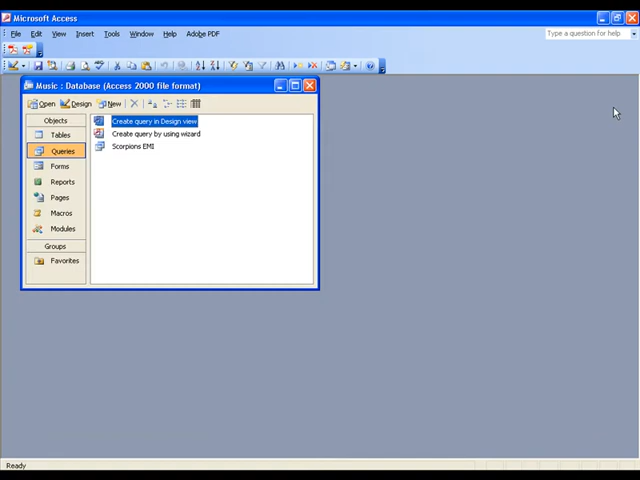 Microsoft Access
File Edit View Insert Tools Window Help Adobe PDF
Type a question for help
Music : Database (Access 2000 file format)
Open Design New
Objects
Tables
Queries
Forms
Reports
Pages
Macros
Modules
Groups
Favorites
Create query in Design view
Create query by using wizard
Scorpions EMI
Ready